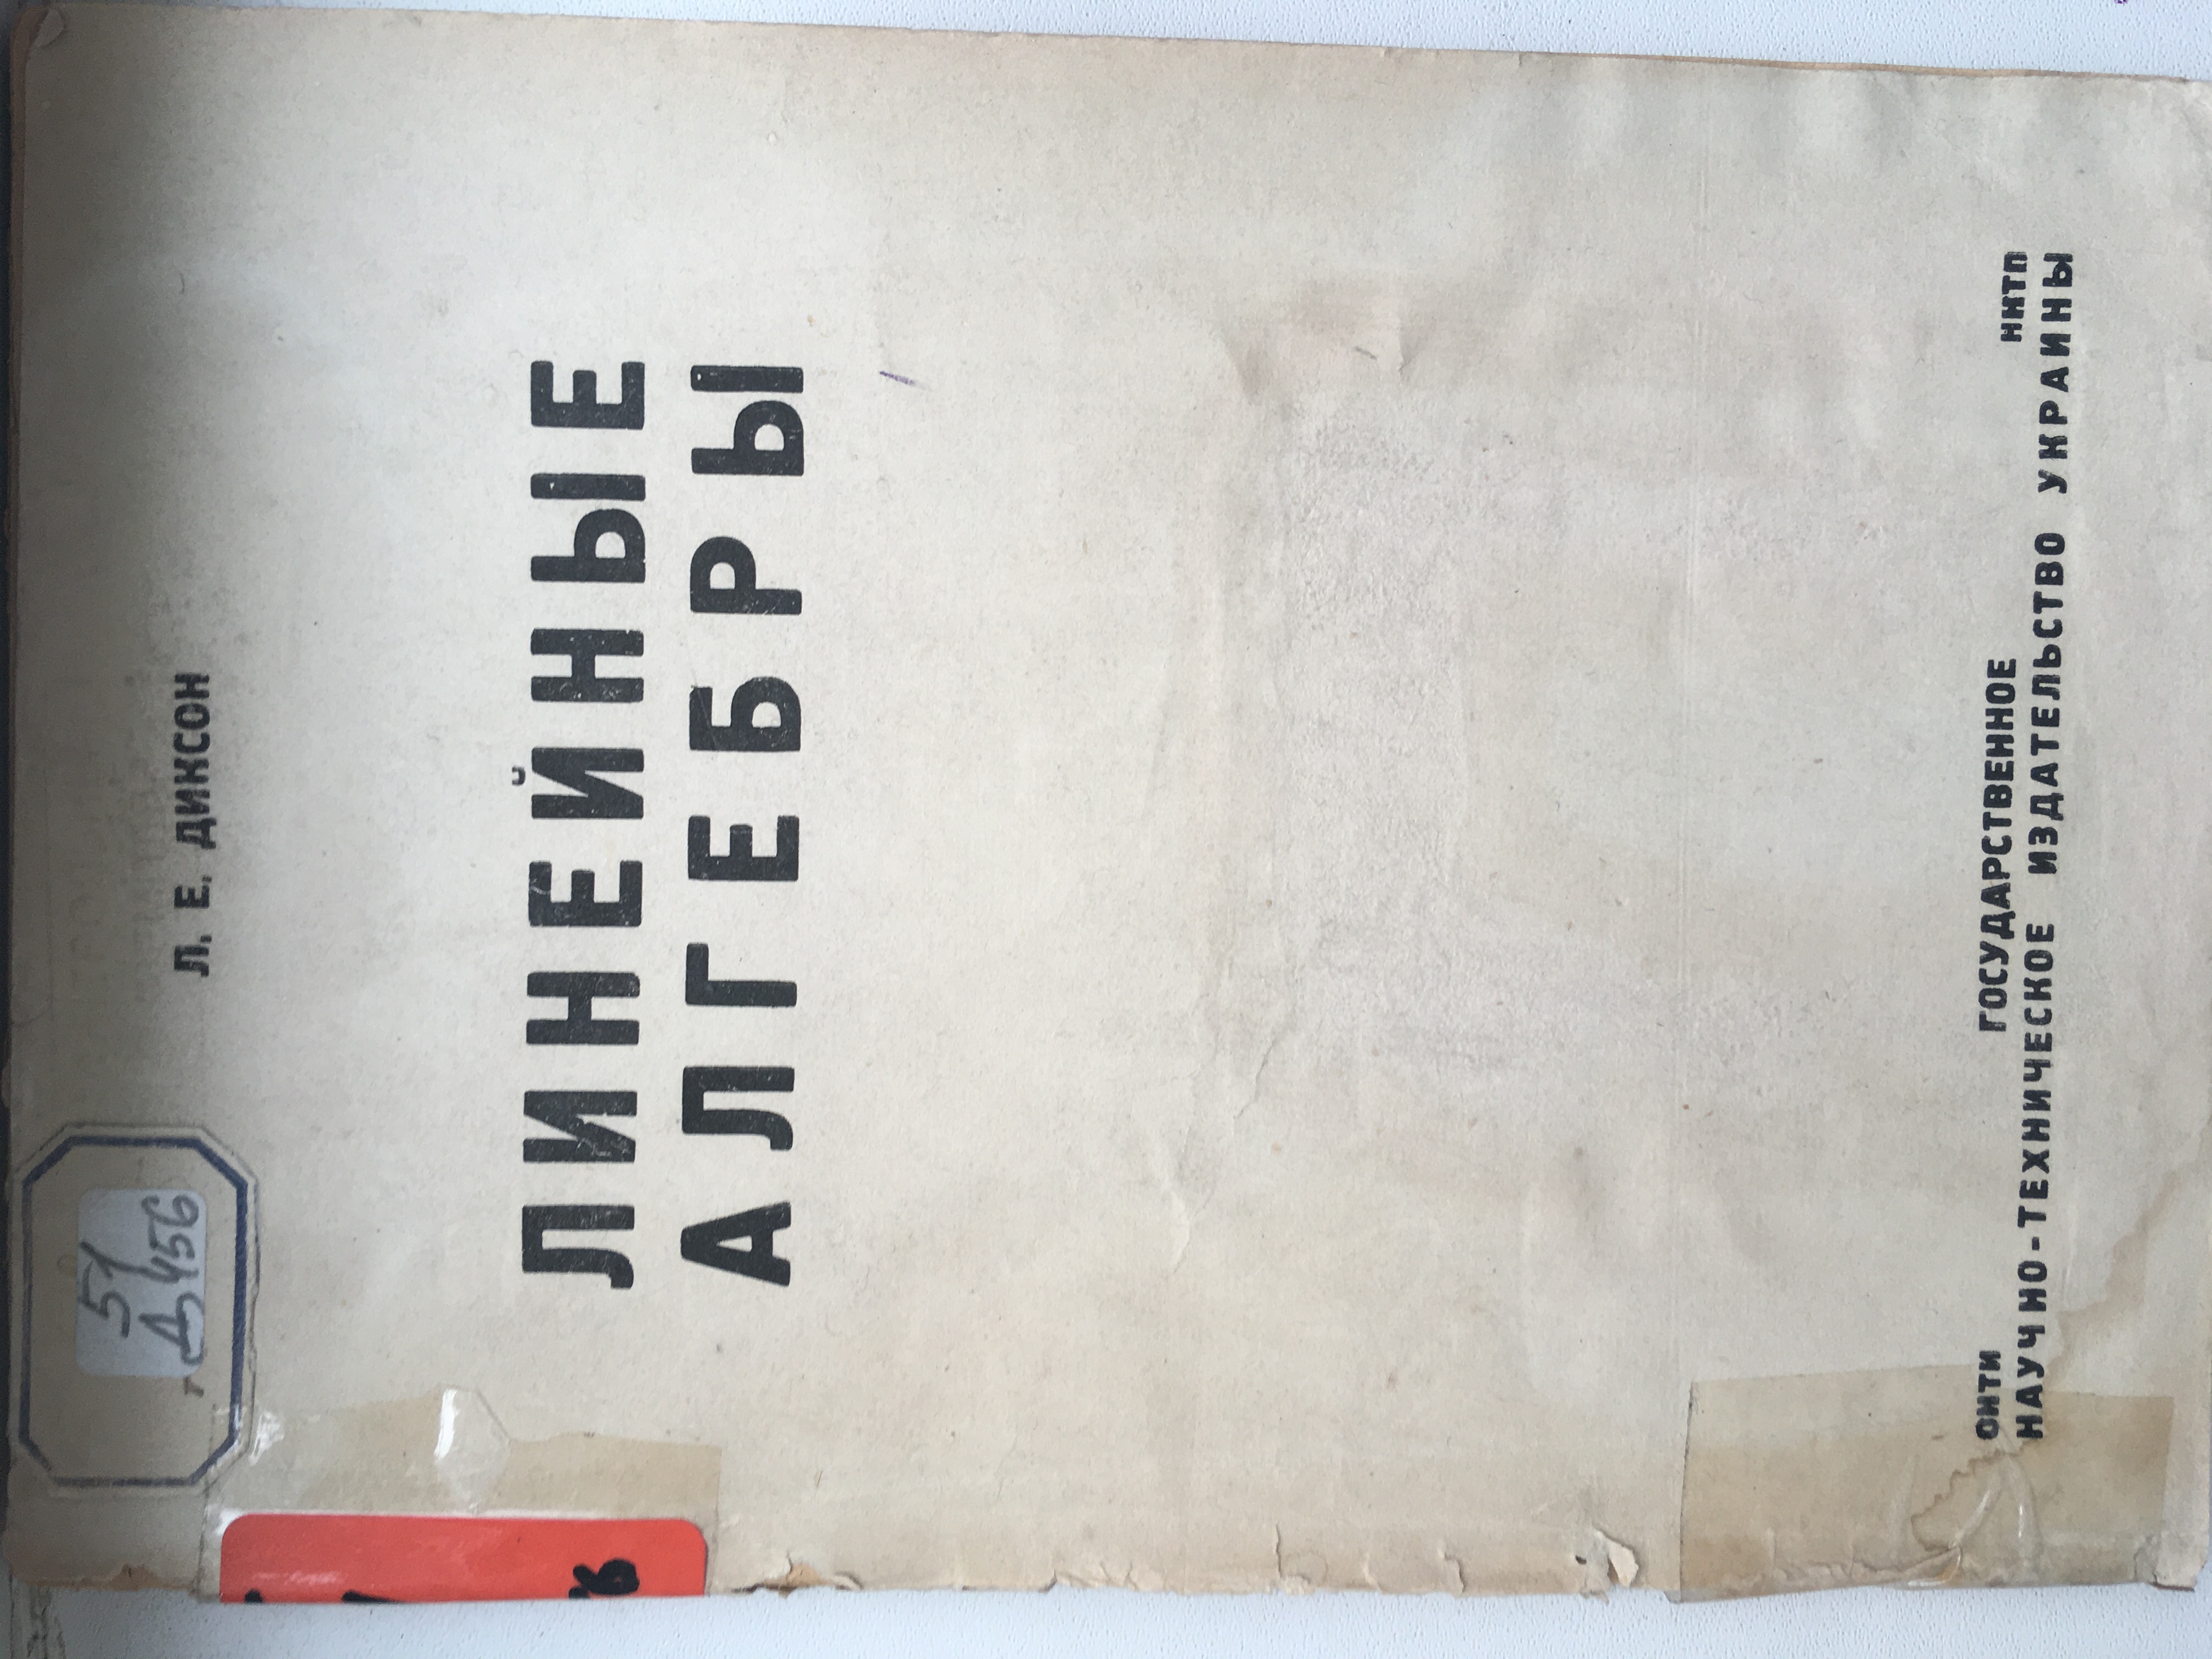 51
Д456
Л. Е. ДИКСОН
ЛИНЕЙНЫЕ
АЛГЕБРЫ
ОНТИ ГОСУДАРСТВЕННОЕ НКТП
НАУЧНО-ТЕХНИЧЕСКОЕ ИЗДАТЕЛЬСТВО УКРАИНЫ